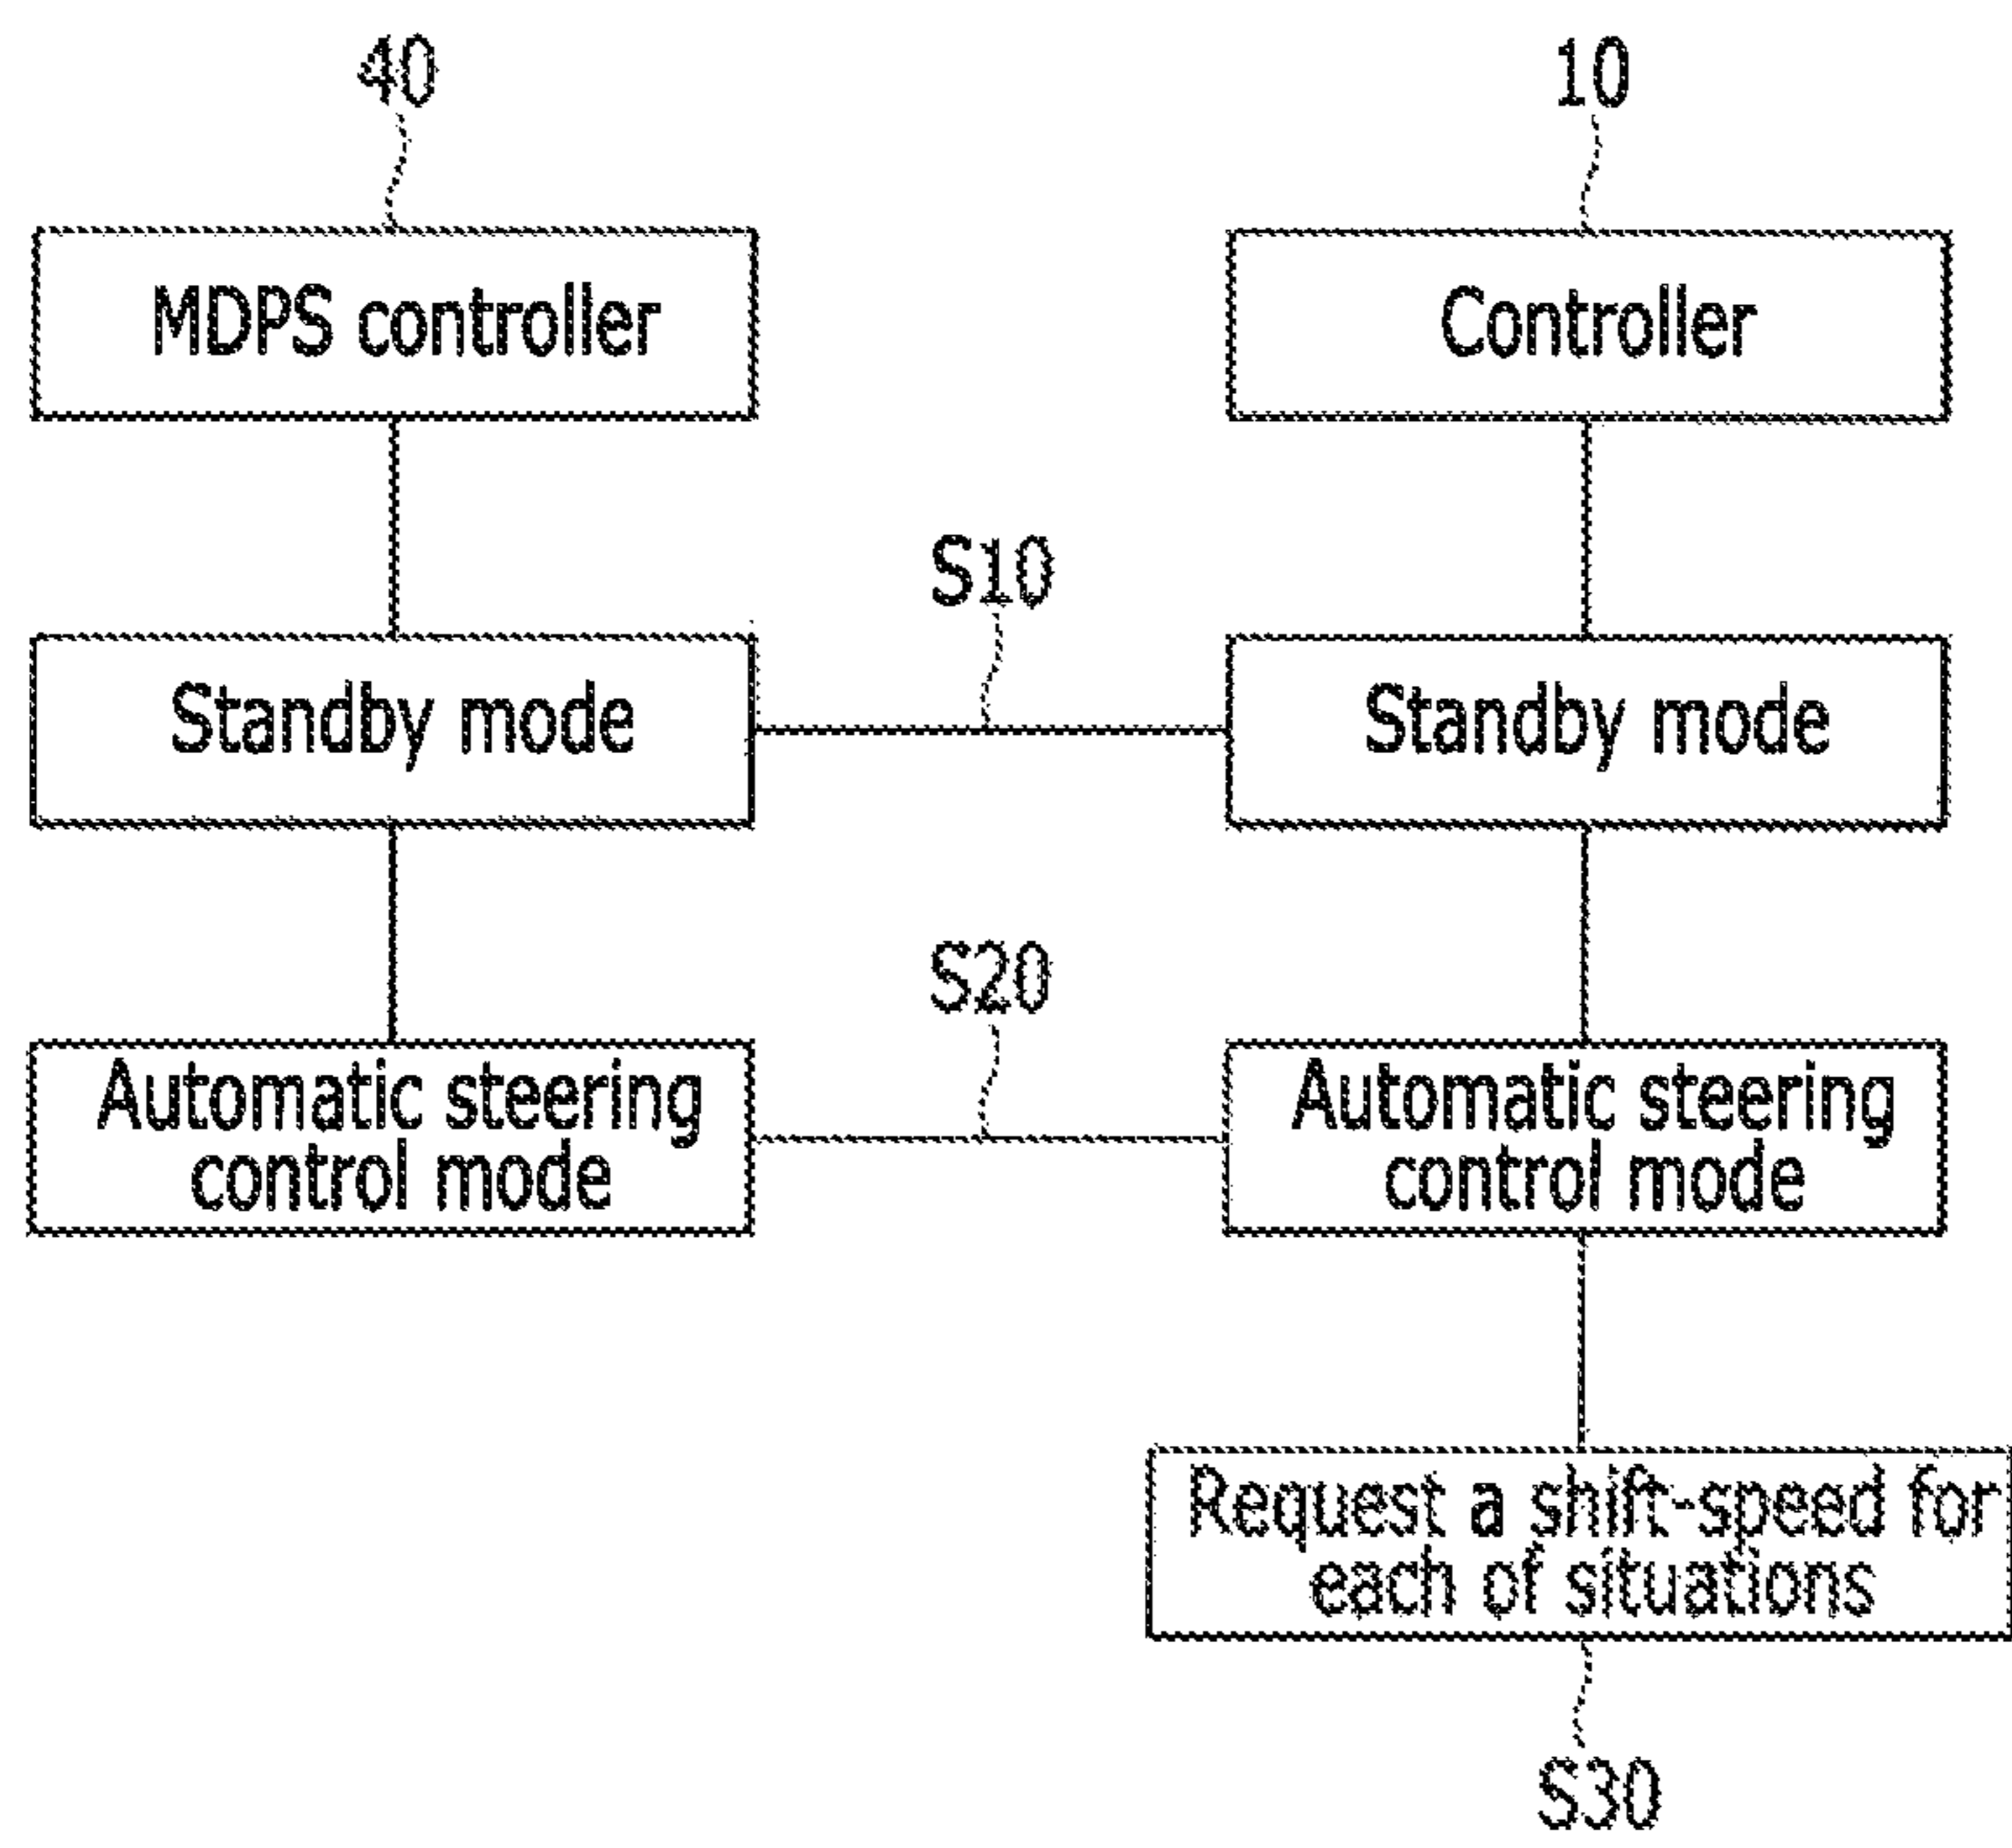 40
10
MDPS controller
Controller
S10
Standby mode
Standby mode
S20
Automatic steering
control mode
Automatic steering
control mode
Request a shift-speed for
each of situations
S30